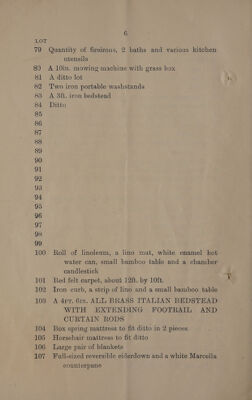 6
LOT
79 Quantity of fireirons, 2 baths and various kitchen
utensils
80 A 10in. mowing machine with grass box
81 A ditto lot
82 Two iron portable washstands
83 A 3ft. iron bedstead
84 Ditto
85
86
87
88
89
90
91
92
93
94
95
96
97
98
99
100 Roll of linoleum, a lino mat, white enamel hot
water can, small bamboo table and a chamber
candlestick
101 Red felt carpet, about 12ft. by 10ft.
102 Iron curb, a strip of lino and a small bamboo table
103 A 4FT. 6IN. ALL BRASS ITALIAN BEDSTEAD
WITH EXTENDING FOOTRAIL AND
CURTAIN RODS
104 Box spring mattress to fit ditto in 2 pieces
105 Horsehair mattress to fit ditto
106 Large pair of blankets
107 Full-sized reversible eiderdown and a white Marcella
counterpane